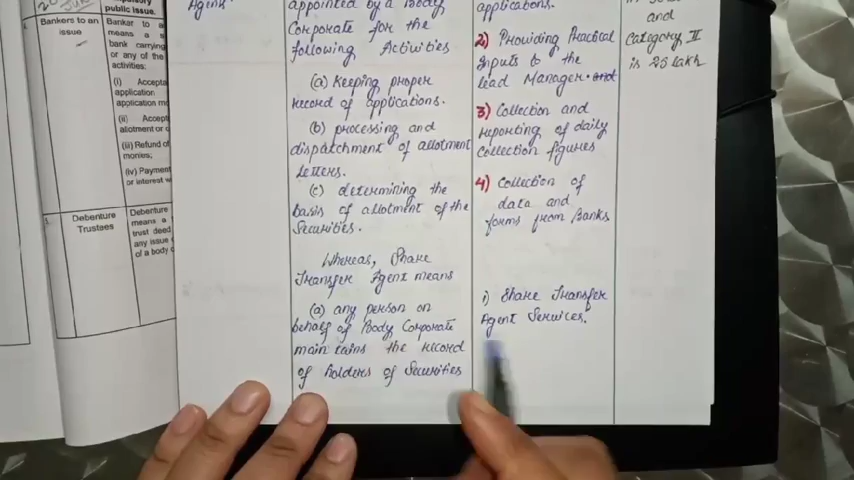 public issue.
Bankers to an
issue
Banker to a
means a
bank carrying
or any of the
activities:
(i) Accepta
application
application mo
(ii) Accept
allotment or c
(iii) Refund of
monies;
(iv) Paymen
or interest w
Debenture
Trustees
Debenture
means a
trust deed
any issue
of a body c
Agent
appointed by a Body
Corporate for the
following Activities
(a) Keeping proper
record of applications.
(b) processing and
dispatchment of allotment
Letters.
(c) determining the
basis of allotment of the
Securities.
Whereas, Share
Transfer Agent means
(a) any person on
behalf of Body Corporate
maintains the record
of holders of Securities
applications.
2) Providing Practical
Inputs to the
Lead Manager. and
3) Collection and
reporting of daily
Collection figures
4) Collection of
data and
forms from Banks
i) Share Transfer
Agent Services.
and
Category II
is 25 lakh